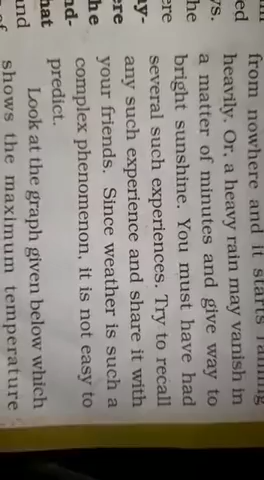 from nowhere and it starts raining
heavily. Or, a heavy rain may vanish in
a matter of minutes and give way to
bright sunshine. You must have had
several such experiences. Try to recall
any such experience and share it with
your friends. Since weather is such a
complex phenomenon, it is not easy to
predict.
Look at the graph given below which
shows the maximum temperature